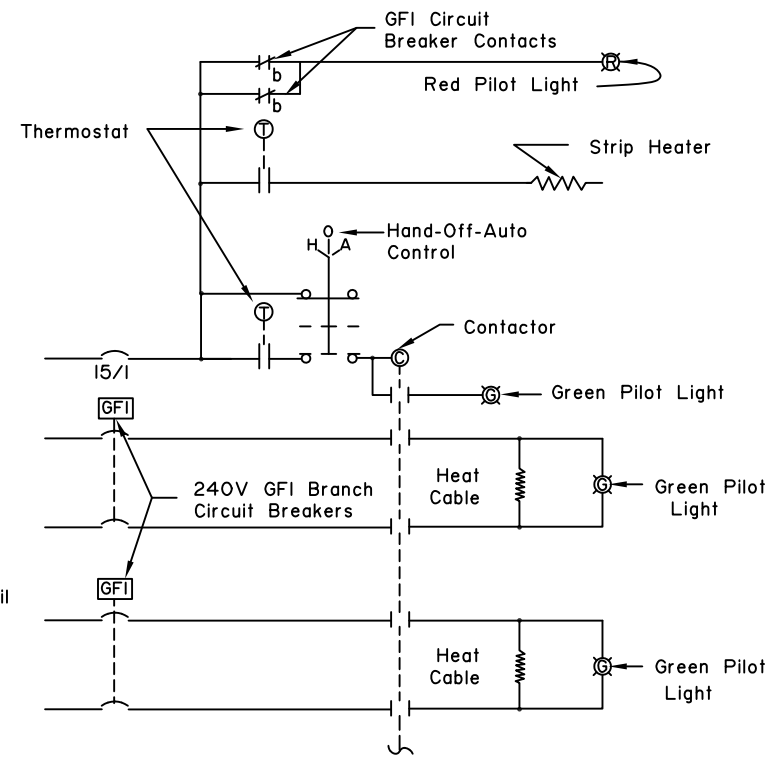 GFI Circuit
Breaker Contacts
R
b
Red Pilot Light
b
Thermostat
T
Strip Heater
O
Hand-Off-Auto
H A
Control
T
Contactor
C
15/1
G
Green Pilot Light
GFI
240V GFI Branch
Circuit Breakers
Heat
Cable
G
Green Pilot
Light
GFI
il
Heat
Cable
G
Green Pilot
Light